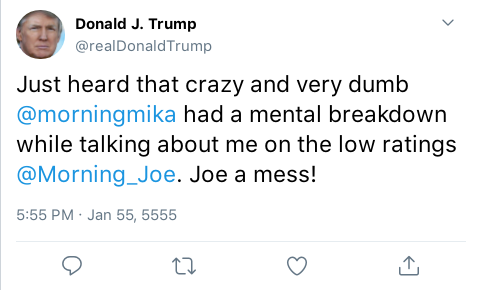 Donald J. Trump
@realDonaldTrump
Just heard that crazy and very dumb
@morningmika had a mental breakdown
while talking about me on the low ratings
@Morning_Joe. Joe a mess!
5:55 PM · Jan 55, 5555